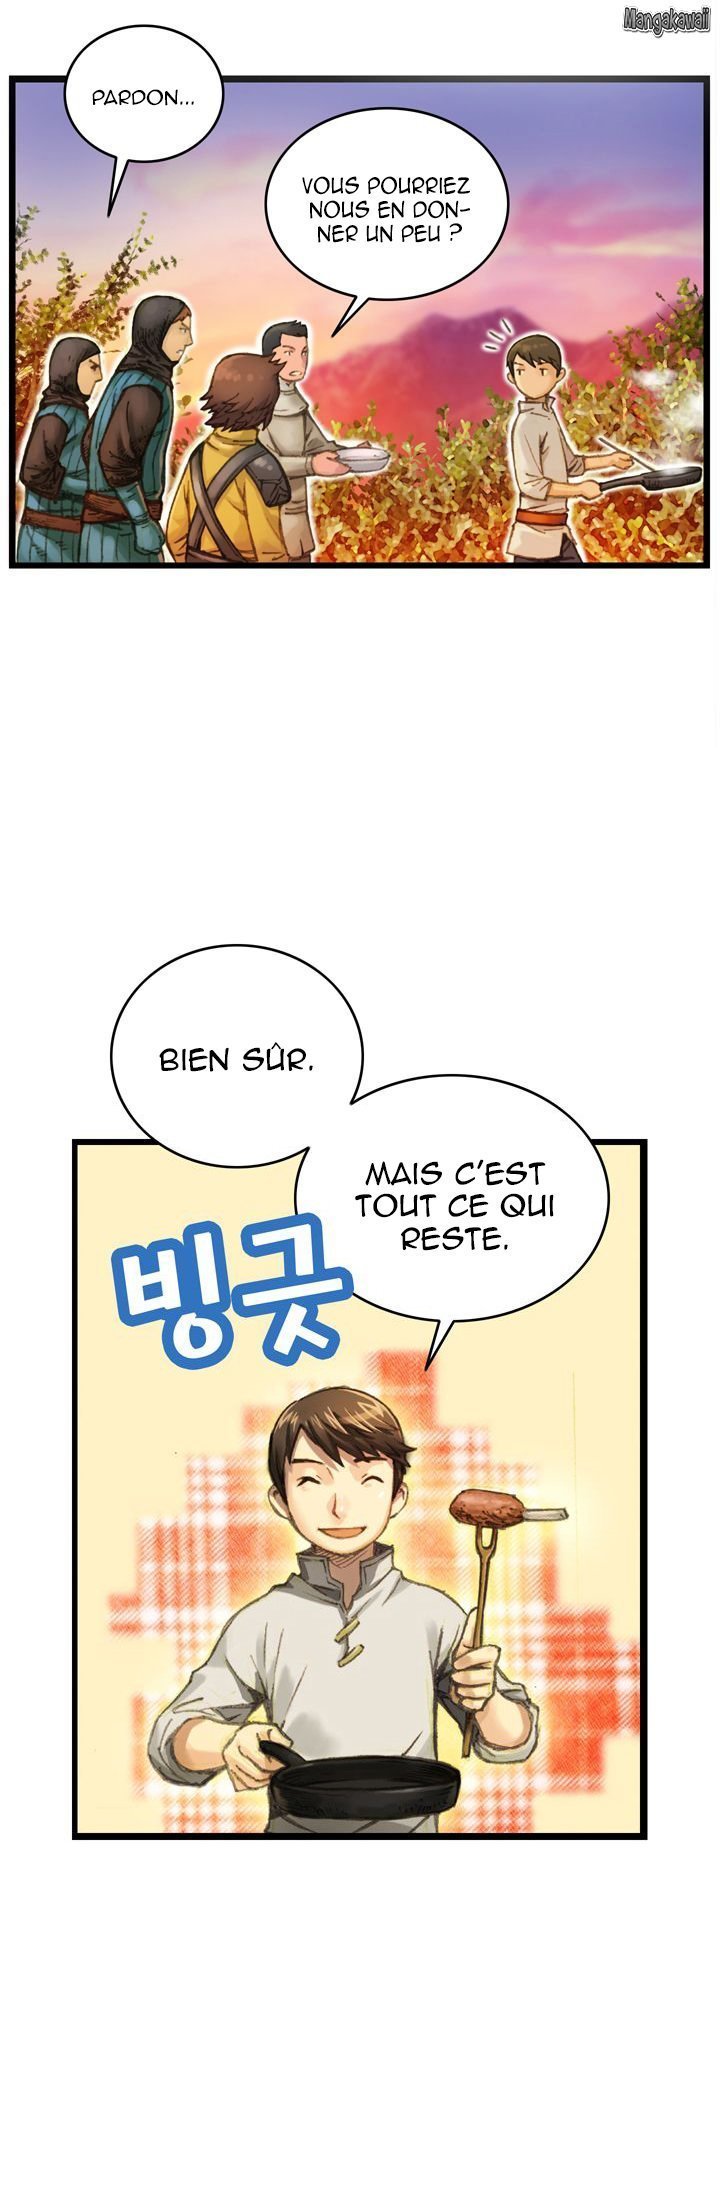 Mangakawaii
PARDON...
VOUS POURRIEZ
NOUS EN DON-
NER UN PEU ?
BIEN SÛR.
MAIS C'EST
TOUT CE QUI
RESTE.
빙긋